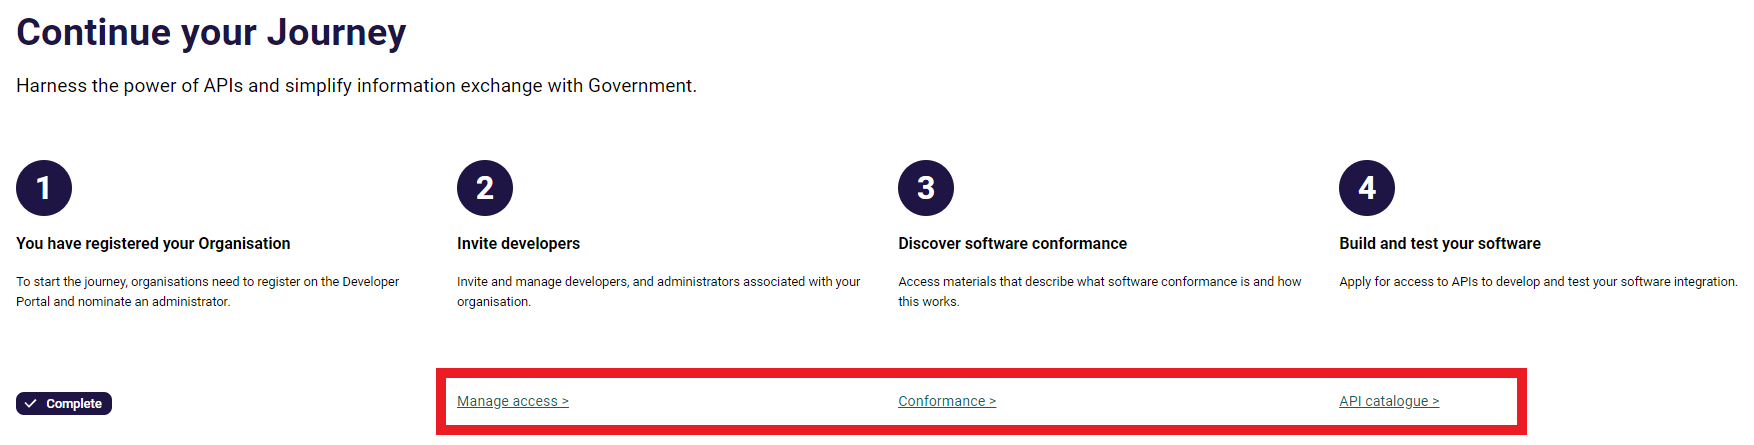 Continue your Journey
Harness the power of APIs and simplify information exchange with Government.
1
You have registered your Organisation
To start the journey, organisations need to register on the Developer
Portal and nominate an administrator.
Complete
2
Invite developers
Invite and manage developers, and administrators associated with your
organisation.
Manage access >
3
Discover software conformance
Access materials that describe what software conformance is and how
this works.
Conformance >
4
Build and test your software
Apply for access to APIs to develop and test your software integration.
API catalogue >